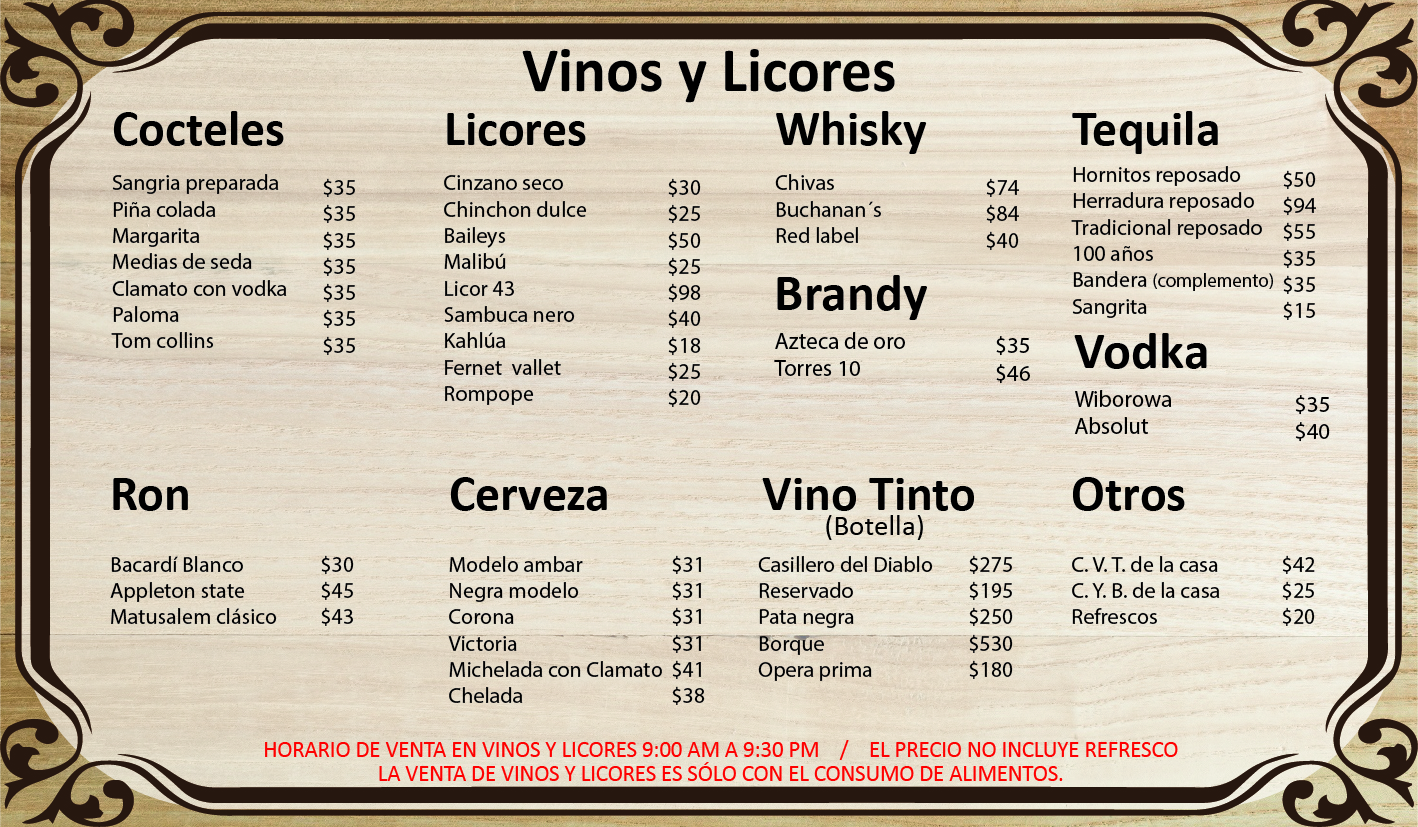 Vinos y Licores
Cocteles
Sangria preparada $35
Piña colada $35
Margarita $35
Medias de seda $35
Clamato con vodka $35
Paloma $35
Tom collins $35
Licores
Cinzano seco $30
Chinchon dulce $25
Baileys $50
Malibú $25
Licor 43 $98
Sambuca nero $40
Kahlúa $18
Fernet vallet $25
Rompope $20
Whisky
Chivas $74
Buchanan´s $84
Red label $40
Brandy
Azteca de oro $35
Torres 10 $46
Tequila
Hornitos reposado $50
Herradura reposado $94
Tradicional reposado $55
100 años $35
Bandera (complemento) $35
Sangrita $15
Vodka
Wiborowa $35
Absolut $40
Ron
Bacardí Blanco $30
Appleton state $45
Matusalem clásico $43
Cerveza
Modelo ambar $31
Negra modelo $31
Corona $31
Victoria $31
Michelada con Clamato $41
Chelada $38
Vino Tinto
(Botella)
Casillero del Diablo $275
Reservado $195
Pata negra $250
Borque $530
Opera prima $180
Otros
C. V. T. de la casa $42
C. Y. B. de la casa $25
Refrescos $20
HORARIO DE VENTA EN VINOS Y LICORES 9:00 AM A 9:30 PM / EL PRECIO NO INCLUYE REFRESCO
LA VENTA DE VINOS Y LICORES ES SÓLO CON EL CONSUMO DE ALIMENTOS.